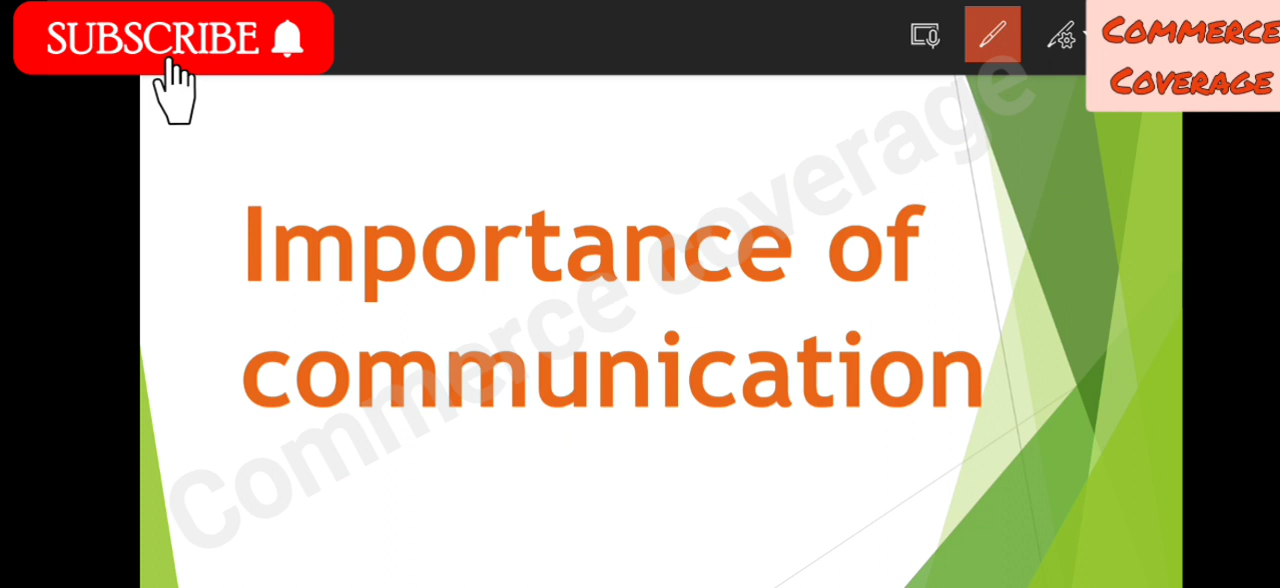 SUBSCRIBE
COMMERCE
COVERAGE
Importance of
communication
Commerce coverage